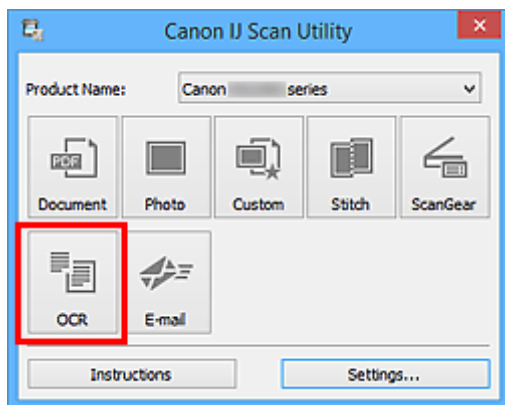 Canon IJ Scan Utility
Product Name: Canon series
PDF
Document Photo Custom Stitch ScanGear
OCR E-mail
Instructions Settings...